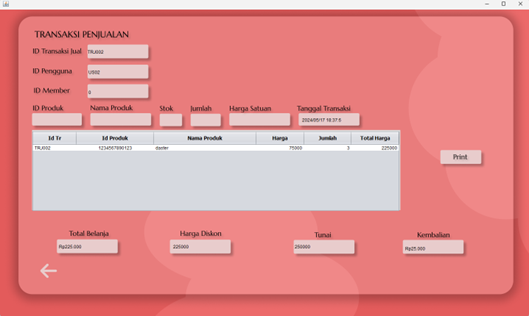 TRANSAKSI PENJUALAN
ID Transaksi Jual TRJ002
ID Pengguna US02
ID Member
ID Produk Nama Produk Stok Jumlah Harga Satuan Tanggal Transaksi
2024/05/17 18:37:5
Id Tr Id Produk Nama Produk Harga Jumlah Total Harga
TRJ002 1234567890123 daster 75000 3 225000
Print
Total Belanja Harga Diskon Tunai Kembalian
Rp225.000 225000 250000 Rp25.000